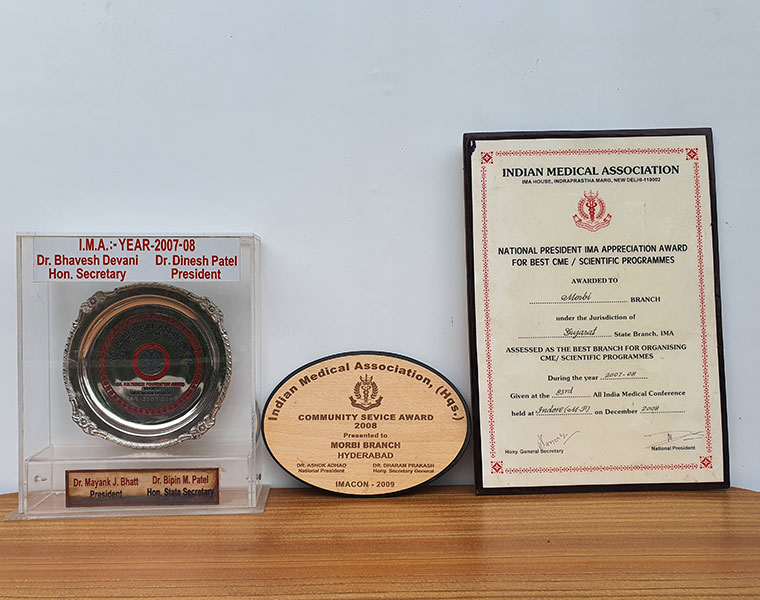 I.M.A.:- YEAR-2007-08
Dr. Bhavesh Devani Dr. Dinesh Patel
Hon. Secretary President
Dr. Mayank J. Bhatt Dr. Bipin M. Patel
President Hon. State Secretary
Indian Medical Association, (Hqs.)
COMMUNITY SEVICE AWARD
2008
Presented to
MORBI BRANCH
HYDERABAD
DR. ASHOK ADHAO DR. DHARAM PRAKASH
National President Hony. Secretary General
IMACON - 2009
INDIAN MEDICAL ASSOCIATION
IMA HOUSE, INDRAPRASTHA MARG, NEW DELHI-110002
NATIONAL PRESIDENT IMA APPRECIATION AWARD
FOR BEST CME / SCIENTIFIC PROGRAMMES
AWARDED TO
Morbi BRANCH
under the Jurisdiction of
Gujarat State Branch, IMA
ASSESSED AS THE BEST BRANCH FOR ORGANISING
CME/ SCIENTIFIC PROGRAMMES
During the year 2007-08
Given at the 83rd All India Medical Conference
held at Indore (M.P) on December 2008
Hony. General Secretary National President